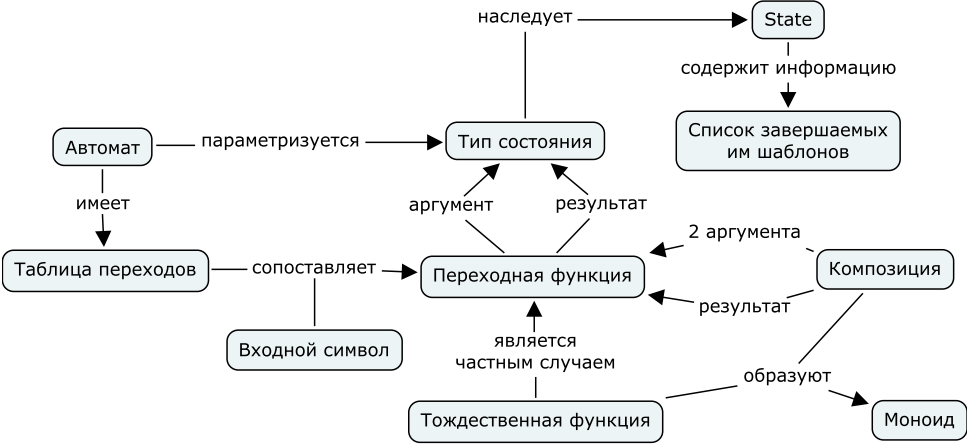 наследует
State
содержит информацию
Список завершаемых
им шаблонов
Автомат
параметризуется
Тип состояния
имеет
аргумент
результат
2 аргумента
Таблица переходов
сопоставляет
Переходная функция
Композиция
результат
Входной символ
является
частным случаем
образуют
Тождественная функция
Моноид